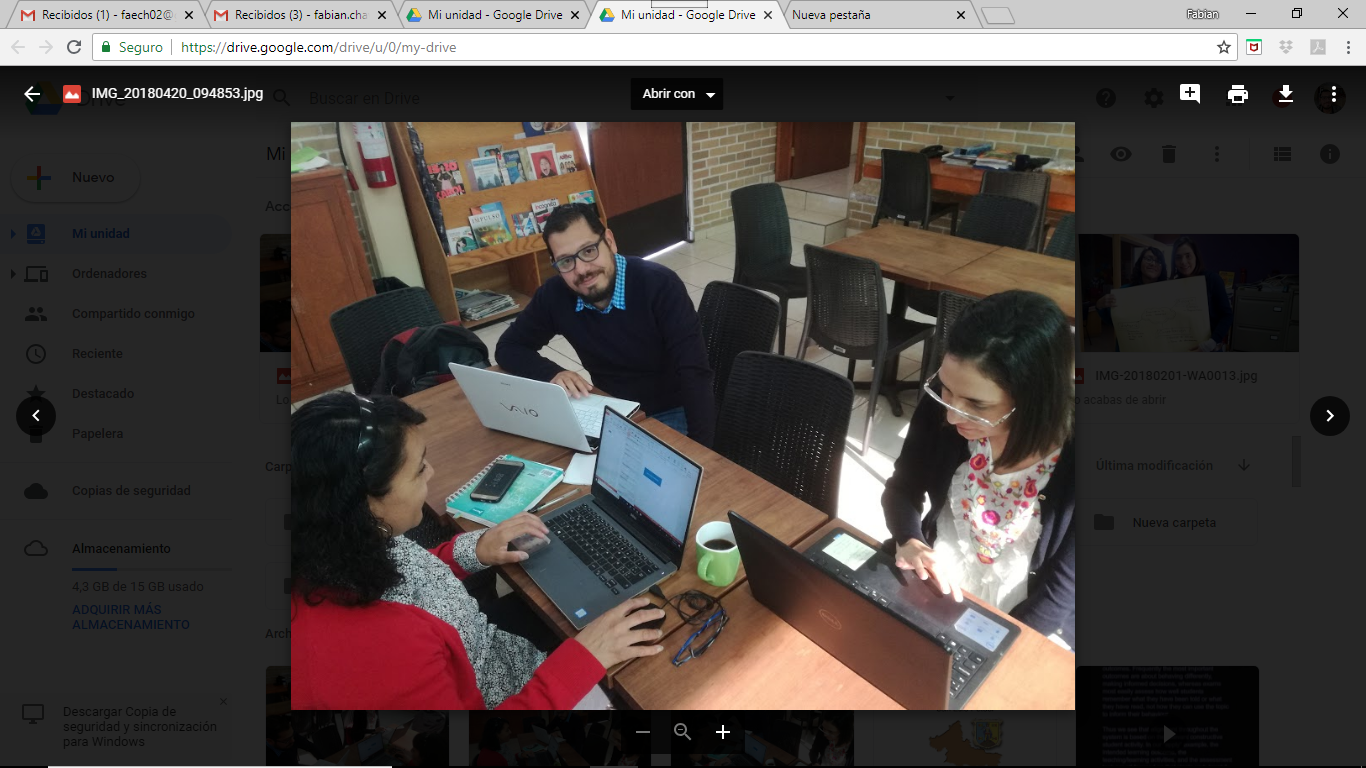 Recibidos (1) - faech02@
Recibidos (3) - fabian.cha
Mi unidad - Google Drive
Mi unidad - Google Drive
Nueva pestaña
Fabian
Seguro
https://drive.google.com/drive/u/0/my-drive
IMG_20180420_094853.jpg
Buscar en Drive
Abrir con
Nuevo
Mi
Mi unidad
Ordenadores
Compartido conmigo
Reciente
Destacado
Papelera
Copias de seguridad
Almacenamiento
4,3 GB de 15 GB usado
ADQUIRIR MÁS
ALMACENAMIENTO
Descargar Copia de
seguridad y sincronización
para Windows
IMPULSO
VAIO
IMG-20180201-WA0013.jpg
o acabas de abrir
Última modificación
Nueva carpeta